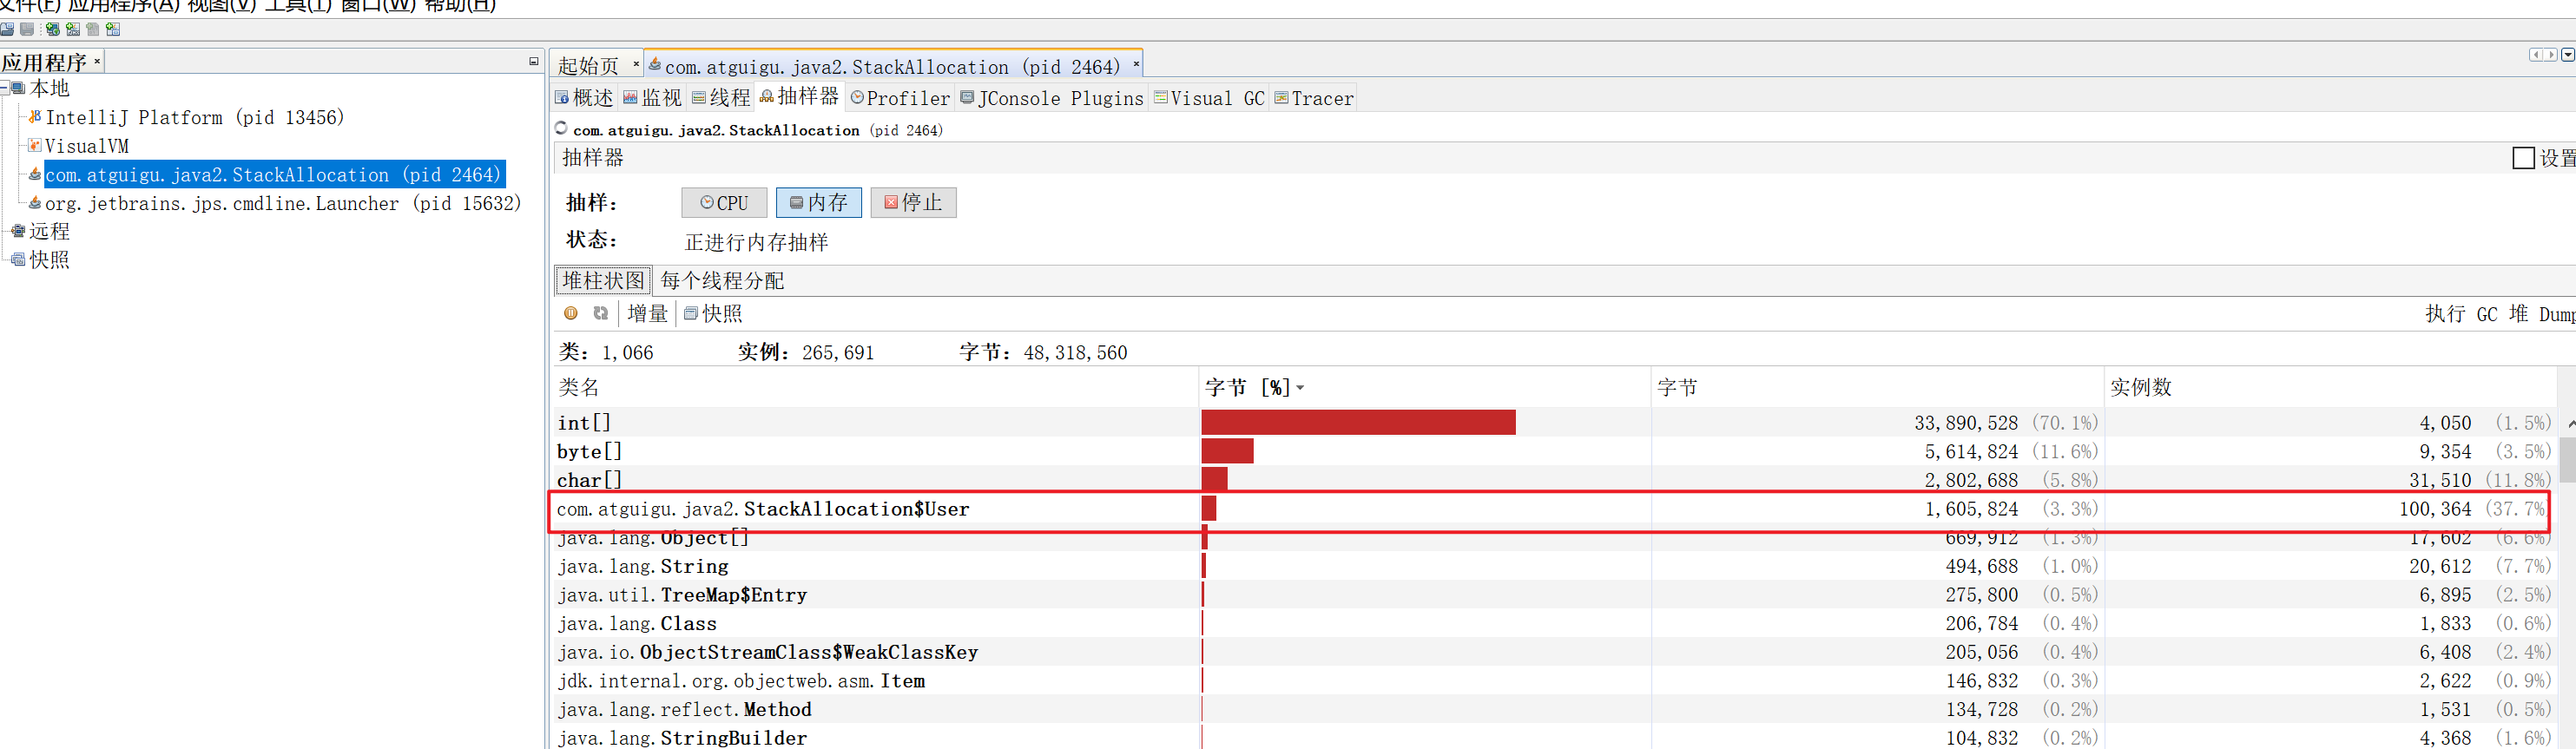 文件(F) 应用程序(A) 视图(V) 工具(T) 窗口(W) 帮助(H)
应用程序 ×
本地
IntelliJ Platform (pid 13456)
VisualVM
com.atguigu.java2.StackAllocation (pid 2464)
org.jetbrains.jps.cmdline.Launcher (pid 15632)
远程
快照
起始页 × com.atguigu.java2.StackAllocation (pid 2464) ×
概述 监视 线程 抽样器 Profiler JConsole Plugins Visual GC Tracer
com.atguigu.java2.StackAllocation (pid 2464)
抽样器 设置
抽样： CPU 内存 停止
状态： 正进行内存抽样
堆柱状图 每个线程分配
增量 快照 执行 GC 堆 Dump
类： 1,066 实例： 265,691 字节： 48,318,560
类名 字节 [%] 字节 实例数
int[] 33,890,528 (70.1%) 4,050 (1.5%)
byte[] 5,614,824 (11.6%) 9,354 (3.5%)
char[] 2,802,688 (5.8%) 31,510 (11.8%)
com.atguigu.java2.StackAllocation$User 1,605,824 (3.3%) 100,364 (37.7%
java.lang.Object[] 669,912 (1.3%) 17,602 (6.6%)
java.lang.String 494,688 (1.0%) 20,612 (7.7%)
java.util.TreeMap$Entry 275,800 (0.5%) 6,895 (2.5%)
java.lang.Class 206,784 (0.4%) 1,833 (0.6%)
java.io.ObjectStreamClass$WeakClassKey 205,056 (0.4%) 6,408 (2.4%)
jdk.internal.org.objectweb.asm.Item 146,832 (0.3%) 2,622 (0.9%)
java.lang.reflect.Method 134,728 (0.2%) 1,531 (0.5%)
java.lang.StringBuilder 104,832 (0.2%) 4,368 (1.6%)